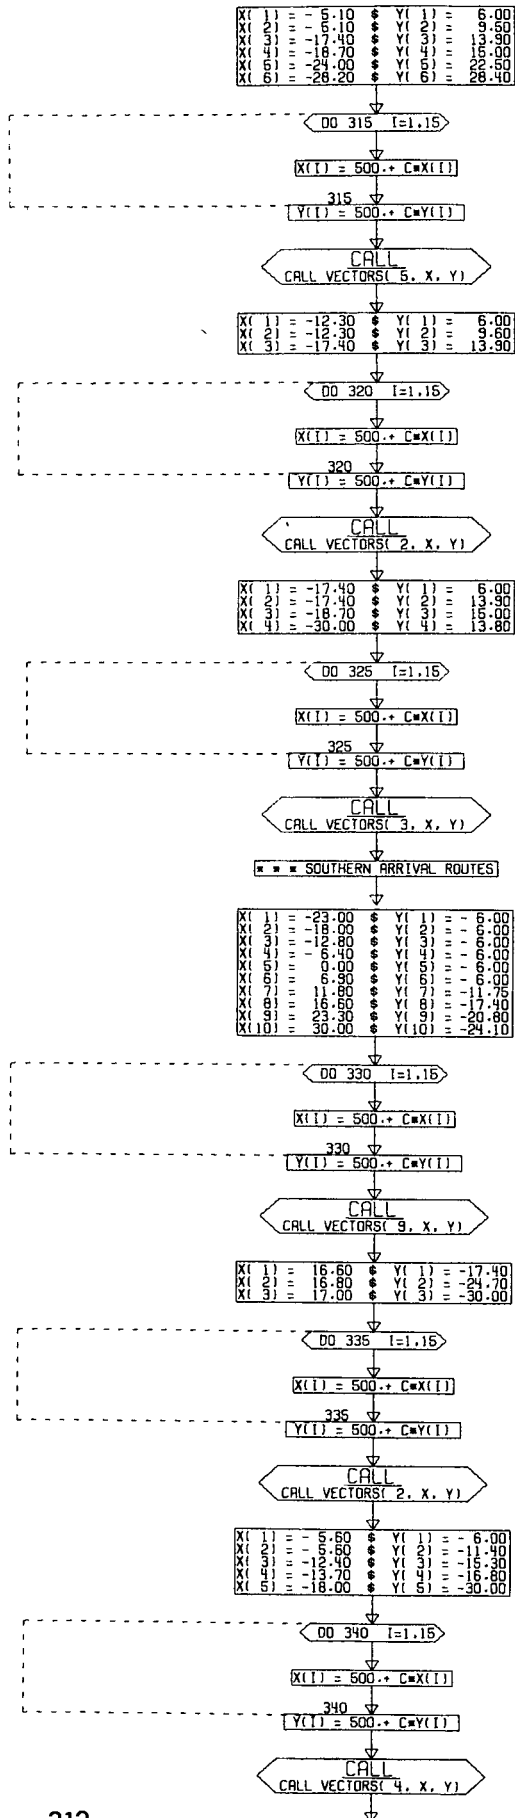 X( 1) = - 5.10 $ Y( 1) = 6.00
X( 2) = - 5.10 $ Y( 2) = 9.50
X( 3) = -17.40 $ Y( 3) = 13.90
X( 4) = -18.70 $ Y( 4) = 15.00
X( 5) = -24.00 $ Y( 5) = 22.50
X( 6) = -28.20 $ Y( 6) = 28.40
DO 315 I=1,15
X(I) = 500.+ C*X(I)
315
Y(I) = 500.+ C*Y(I)
CALL
CALL VECTORS( 5, X, Y)
X( 1) = -12.30 $ Y( 1) = 6.00
X( 2) = -12.30 $ Y( 2) = 9.60
X( 3) = -17.40 $ Y( 3) = 13.90
DO 320 I=1,15
X(I) = 500.+ C*X(I)
320
Y(I) = 500.+ C*Y(I)
CALL
CALL VECTORS( 2, X, Y)
X( 1) = -17.40 $ Y( 1) = 6.00
X( 2) = -17.40 $ Y( 2) = 13.90
X( 3) = -18.70 $ Y( 3) = 15.00
X( 4) = -30.00 $ Y( 4) = 13.80
DO 325 I=1,15
X(I) = 500.+ C*X(I)
325
Y(I) = 500.+ C*Y(I)
CALL
CALL VECTORS( 3, X, Y)
* * * SOUTHERN ARRIVAL ROUTES
X( 1) = -23.00 $ Y( 1) = - 6.00
X( 2) = -18.00 $ Y( 2) = - 6.00
X( 3) = -12.80 $ Y( 3) = - 6.00
X( 4) = - 6.40 $ Y( 4) = - 6.00
X( 5) = 0.00 $ Y( 5) = - 6.00
X( 6) = 6.90 $ Y( 6) = - 6.00
X( 7) = 11.80 $ Y( 7) = -11.75
X( 8) = 16.60 $ Y( 8) = -17.40
X( 9) = 23.30 $ Y( 9) = -20.80
X(10) = 30.00 $ Y(10) = -24.10
DO 330 I=1,15
X(I) = 500.+ C*X(I)
330
Y(I) = 500.+ C*Y(I)
CALL
CALL VECTORS( 9, X, Y)
X( 1) = 16.60 $ Y( 1) = -17.40
X( 2) = 16.80 $ Y( 2) = -24.70
X( 3) = 17.00 $ Y( 3) = -30.00
DO 335 I=1,15
X(I) = 500.+ C*X(I)
335
Y(I) = 500.+ C*Y(I)
CALL
CALL VECTORS( 2, X, Y)
X( 1) = - 5.60 $ Y( 1) = - 6.00
X( 2) = - 5.60 $ Y( 2) = -11.40
X( 3) = -12.40 $ Y( 3) = -15.30
X( 4) = -13.70 $ Y( 4) = -16.80
X( 5) = -18.00 $ Y( 5) = -30.00
DO 340 I=1,15
X(I) = 500.+ C*X(I)
340
Y(I) = 500.+ C*Y(I)
CALL
CALL VECTORS( 4, X, Y)